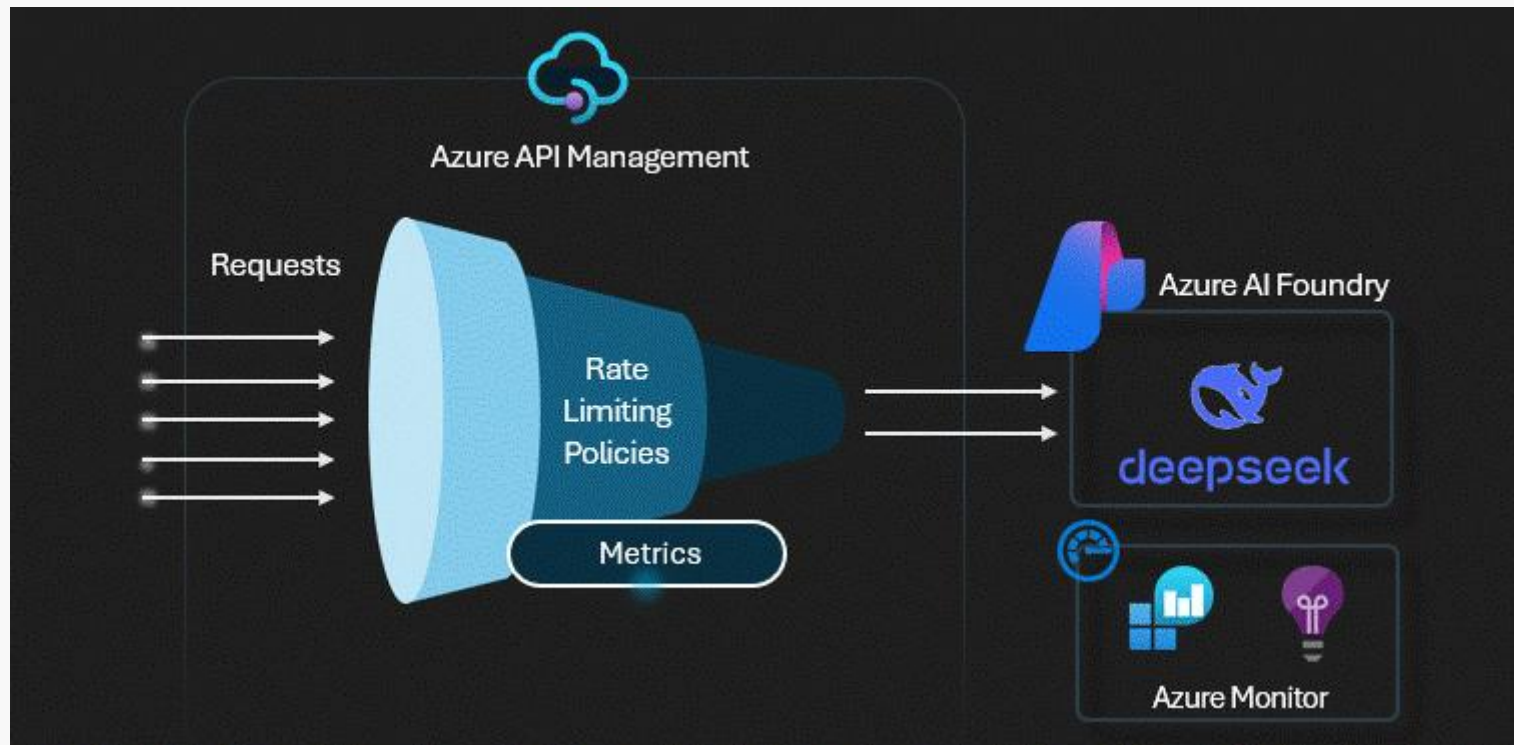 Azure API Management
Requests
Rate
Limiting
Policies
Metrics
Azure AI Foundry
deepseek
Azure Monitor